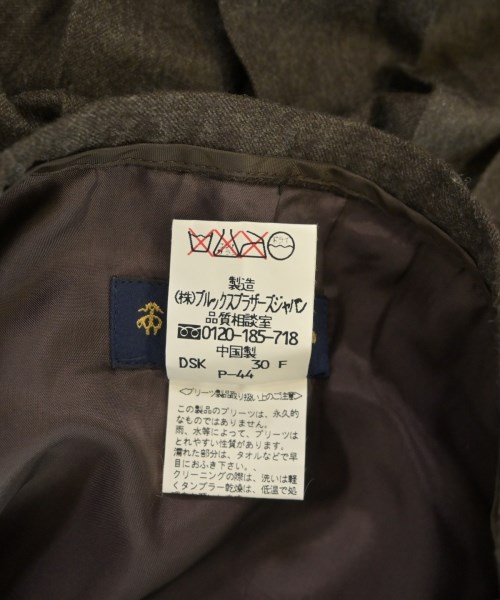 製造
(株)ブルックスブラザーズジャパン
品質相談室
0120-185-718
中国製
DSK 30 F
P-44
<プリーツ製品取り扱い上のご注意>
この製品のプリーツは、永久的な
ものではありません。
雨、水等によって、プリーツは
とれやすい性質があります。
濡れた部分は、タオルなどで早
目におふき下さい。
クリーニングの際は、洗いは軽
くタンブラー乾燥は、低温で処